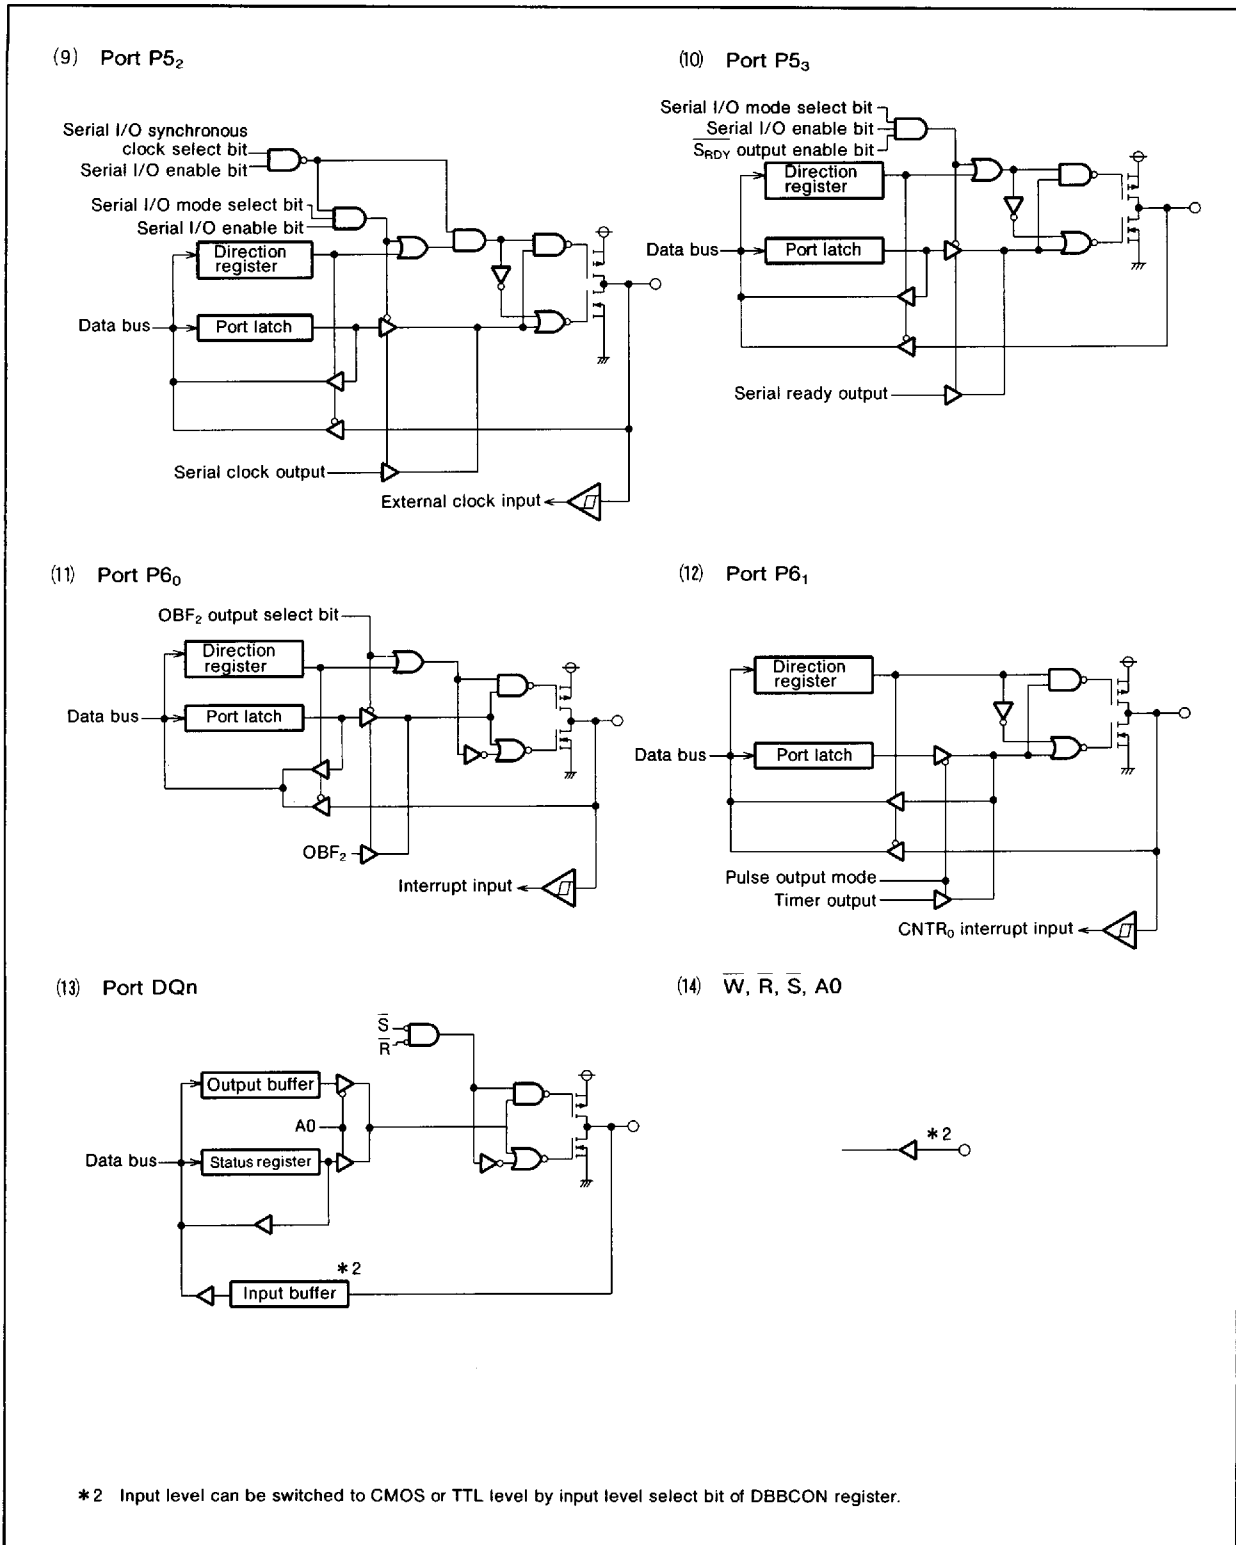 (9) Port P5₂
Serial I/O synchronous
clock select bit
Serial I/O enable bit
Serial I/O mode select bit
Serial I/O enable bit
Direction
register
Data bus
Port latch
Serial clock output
External clock input
(10) Port P5₃
Serial I/O mode select bit
Serial I/O enable bit
S̅R̅D̅Y̅ output enable bit
Direction
register
Data bus
Port latch
Serial ready output
(11) Port P6₀
OBF₂ output select bit
Direction
register
Data bus
Port latch
OBF₂
Interrupt input
(12) Port P6₁
Direction
register
Data bus
Port latch
Pulse output mode
Timer output
CNTR₀ interrupt input
(13) Port DQn
S̅
R̅
Output buffer
A0
Data bus
Status register
*2
Input buffer
(14) W̅, R̅, S̅, A0
*2
*2 Input level can be switched to CMOS or TTL level by input level select bit of DBBCON register.